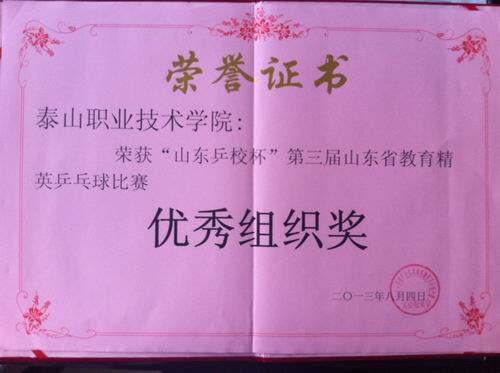 荣誉证书
泰山职业技术学院:
荣获“山东乒校杯”第三届山东省教育精
英乒乓球比赛
优秀组织奖
二〇一三年八月四日